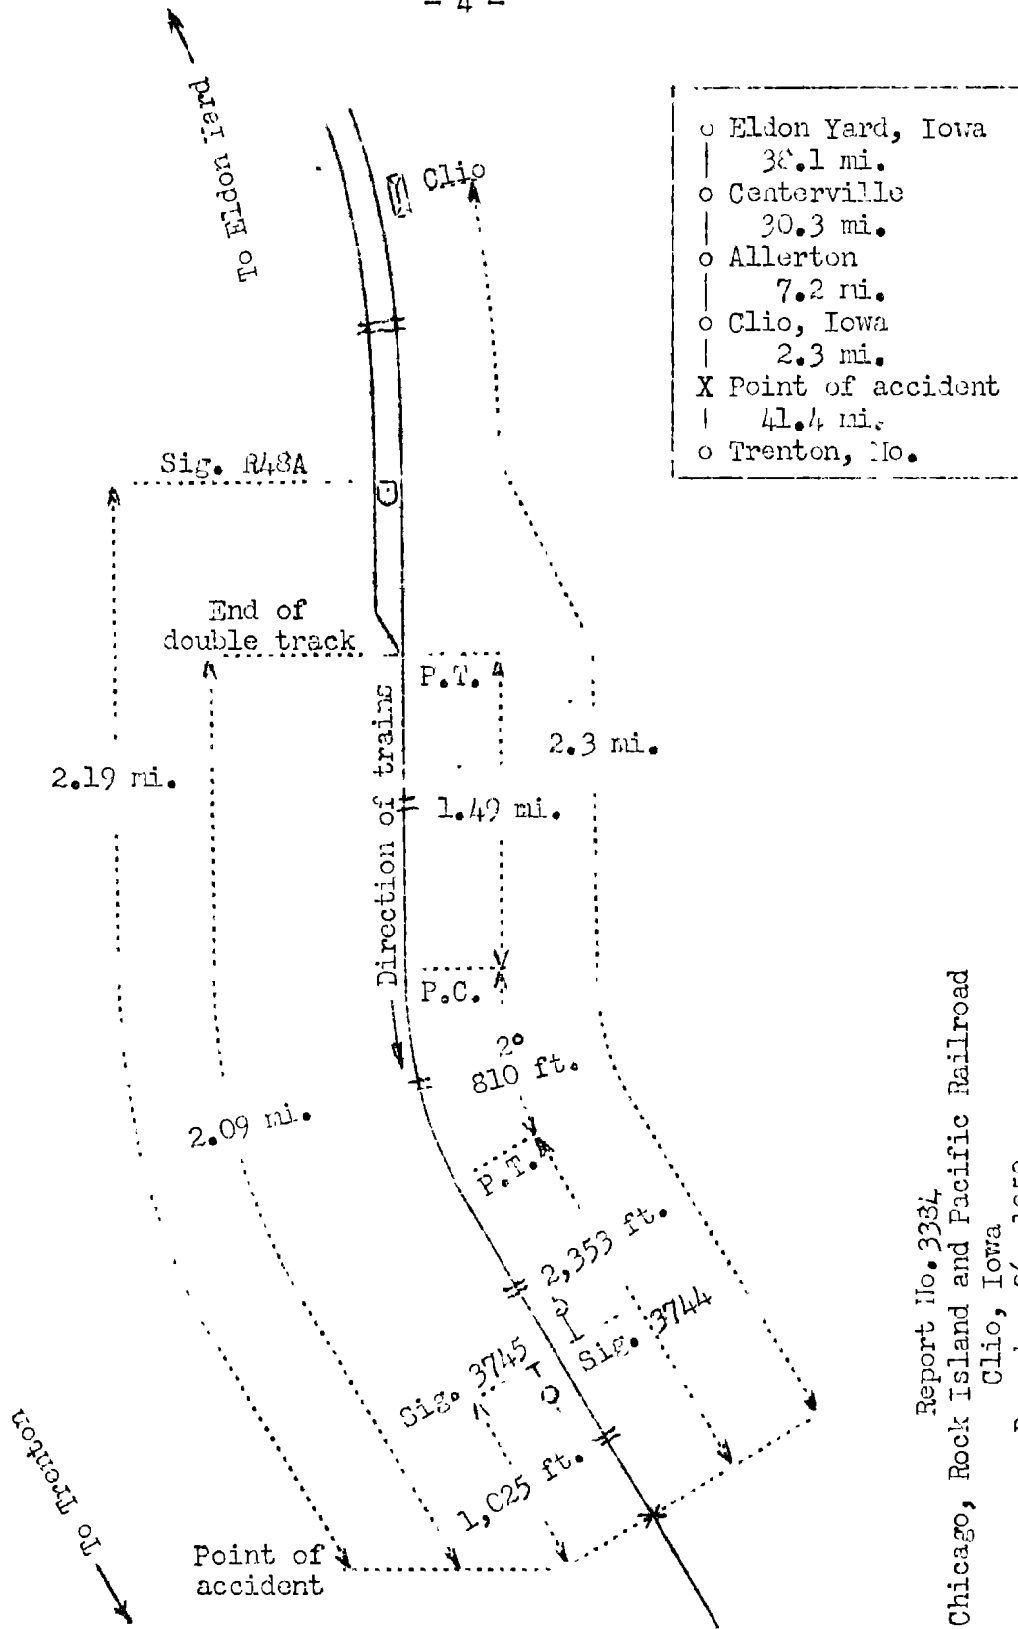 - 4 -
To Eldon Yard
Clio
Eldon Yard, Iowa
38.1 mi.
Centerville
30.3 mi.
Allerton
7.2 mi.
Clio, Iowa
2.3 mi.
X Point of accident
41.4 mi.
Trenton, Mo.
Sig. R48A
End of
double track
P.T.
Direction of trains
2.3 mi.
2.19 mi.
1.49 mi.
P.C.
2°
810 ft.
2.09 mi.
P.T.
2,353 ft.
Sig. 3744
Sig. 3745
1,025 ft.
To Trenton
Point of
accident
Report No. 3384
Chicago, Rock Island and Pacific Railroad
Clio, Iowa